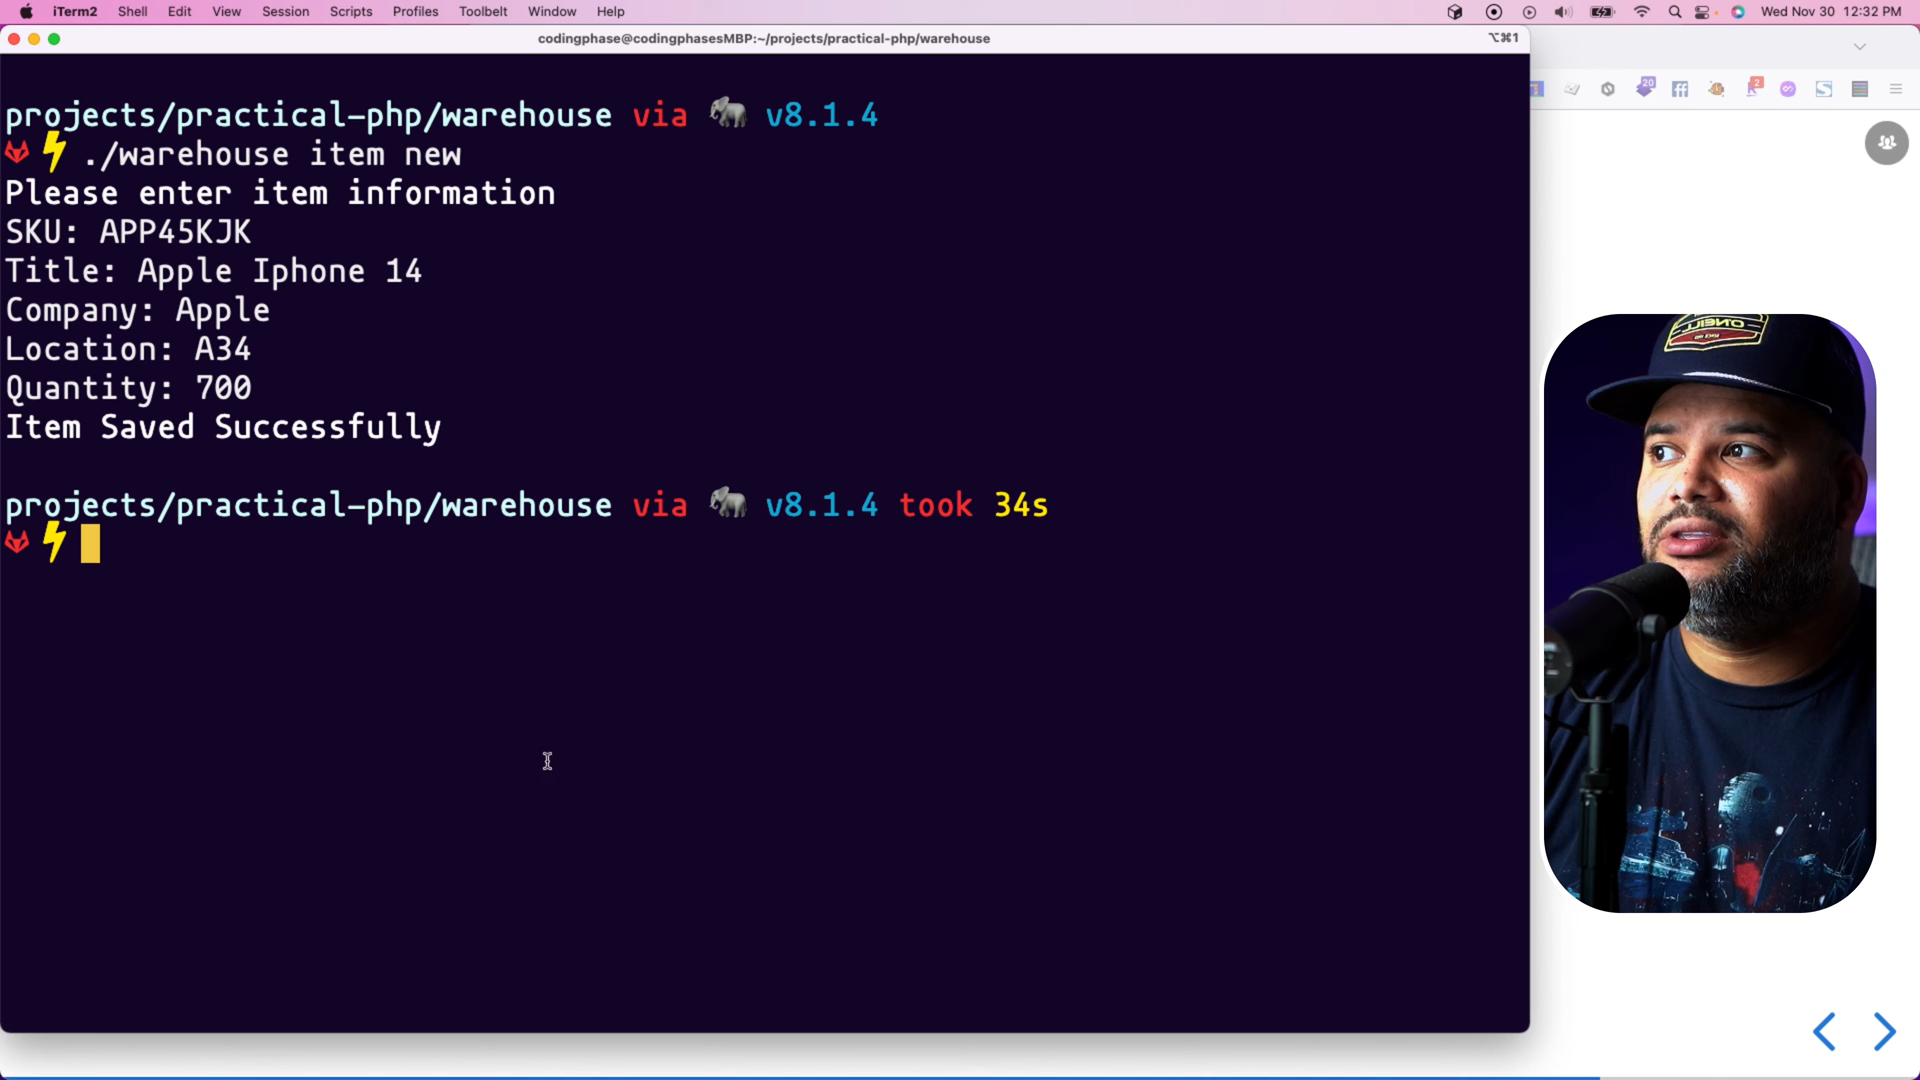 iTerm2 Shell Edit View Session Scripts Profiles Toolbelt Window Help Wed Nov 30 12:32 PM
codingphase@codingphasesMBP:~/projects/practical-php/warehouse ⌥⌘1
20 2
projects/practical-php/warehouse via 🐘 v8.1.4
./warehouse item new
Please enter item information
SKU: APP45KJK
Title: Apple Iphone 14
Company: Apple
Location: A34
Quantity: 700
Item Saved Successfully
projects/practical-php/warehouse via 🐘 v8.1.4 took 34s
O'NEILL